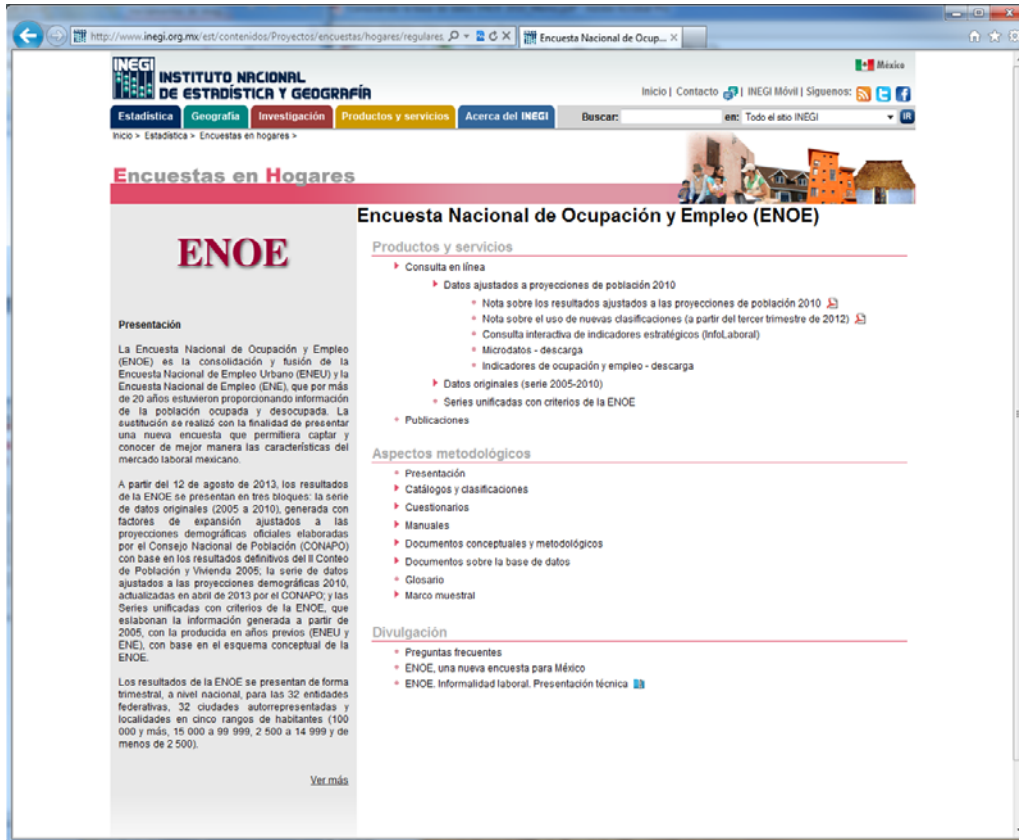 http://www.inegi.org.mx/est/contenidos/Proyectos/encuestas/hogares/regulares,
Encuesta Nacional de Ocup...
INEGI
INSTITUTO NACIONAL
DE ESTADÍSTICA Y GEOGRAFÍA
México
Inicio | Contacto | INEGI Móvil | Síguenos:
Estadística Geografía Investigación Productos y servicios Acerca del INEGI Buscar: en: Todo el sitio INEGI IR
Inicio > Estadística > Encuestas en hogares >
Encuestas en Hogares
Encuesta Nacional de Ocupación y Empleo (ENOE)
ENOE
Presentación
La Encuesta Nacional de Ocupación y Empleo
(ENOE) es la consolidación y fusión de la
Encuesta Nacional de Empleo Urbano (ENEU) y la
Encuesta Nacional de Empleo (ENE), que por más
de 20 años estuvieron proporcionando información
de la población ocupada y desocupada. La
sustitución se realizó con la finalidad de presentar
una nueva encuesta que permitiera captar y
conocer de mejor manera las características del
mercado laboral mexicano.
A partir del 12 de agosto de 2013, los resultados
de la ENOE se presentan en tres bloques: la serie
de datos originales (2005 a 2010), generada con
factores de expansión ajustados a las
proyecciones demográficas oficiales elaboradas
por el Consejo Nacional de Población (CONAPO)
con base en los resultados definitivos del II Conteo
de Población y Vivienda 2005; la serie de datos
ajustados a las proyecciones demográficas 2010,
actualizadas en abril de 2013 por el CONAPO; y las
Series unificadas con criterios de la ENOE, que
eslabonan la información generada a partir de
2005, con la producida en años previos (ENEU y
ENE), con base en el esquema conceptual de la
ENOE.
Los resultados de la ENOE se presentan de forma
trimestral, a nivel nacional, para las 32 entidades
federativas, 32 ciudades autorrepresentadas y
localidades en cinco rangos de habitantes (100
000 y más, 15 000 a 99 999, 2 500 a 14 999 y de
menos de 2 500).
Ver más
Productos y servicios
Consulta en línea
Datos ajustados a proyecciones de población 2010
Nota sobre los resultados ajustados a las proyecciones de población 2010
Nota sobre el uso de nuevas clasificaciones (a partir del tercer trimestre de 2012)
Consulta interactiva de indicadores estratégicos (InfoLaboral)
Microdatos - descarga
Indicadores de ocupación y empleo - descarga
Datos originales (serie 2005-2010)
Series unificadas con criterios de la ENOE
Publicaciones
Aspectos metodológicos
Presentación
Catálogos y clasificaciones
Cuestionarios
Manuales
Documentos conceptuales y metodológicos
Documentos sobre la base de datos
Glosario
Marco muestral
Divulgación
Preguntas frecuentes
ENOE, una nueva encuesta para México
ENOE. Informalidad laboral. Presentación técnica